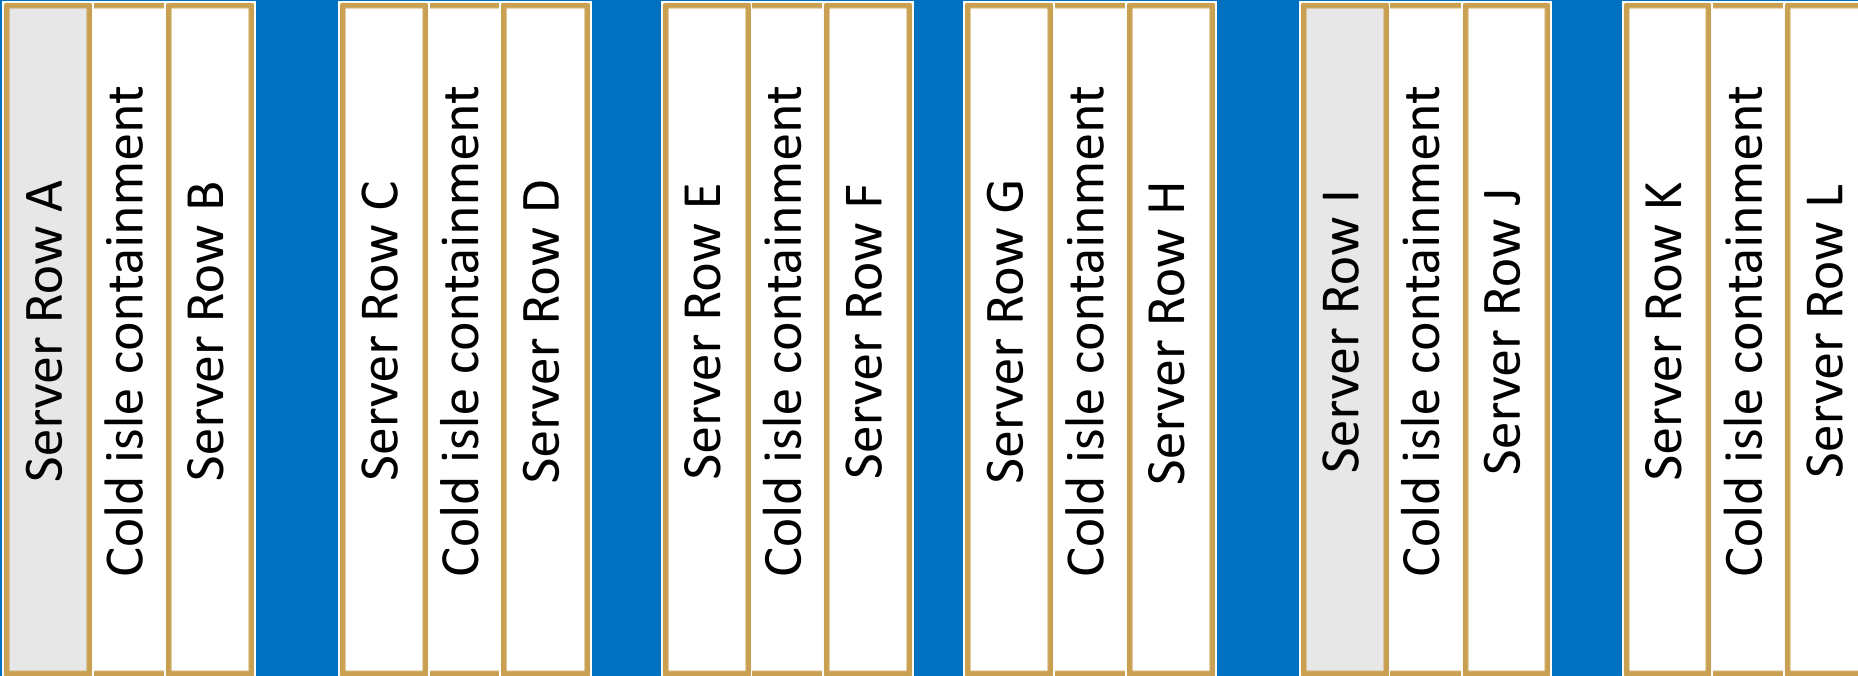 Server Row A
Cold isle containment
Server Row B
Server Row C
Cold isle containment
Server Row D
Server Row E
Cold isle containment
Server Row F
Server Row G
Cold isle containment
Server Row H
Server Row I
Cold isle containment
Server Row J
Server Row K
Cold isle containment
Server Row L